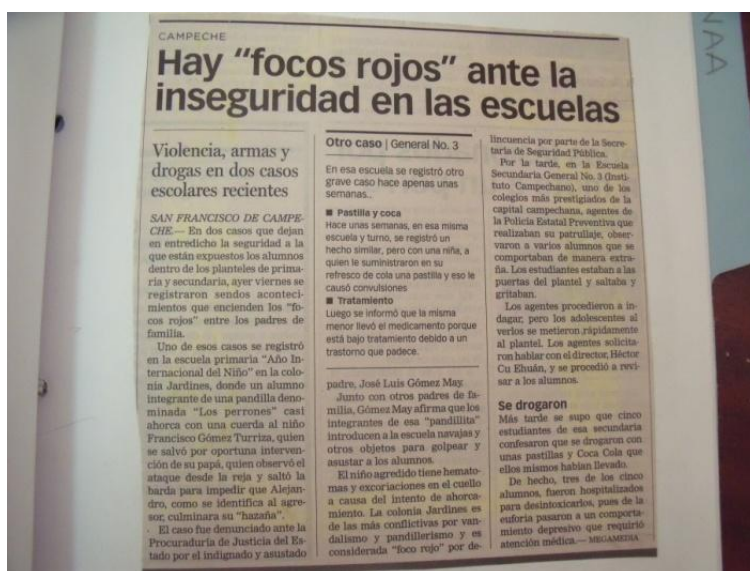 CAMPECHE
Hay "focos rojos" ante la
inseguridad en las escuelas
Violencia, armas y
drogas en dos casos
escolares recientes
SAN FRANCISCO DE CAMPE-
CHE.— En dos casos que dejan
en entredicho la seguridad a la
que están expuestos los alumnos
dentro de los planteles de prima-
ria y secundaria, ayer viernes se
registraron sendos aconteci-
mientos que encienden los "fo-
cos rojos" entre los padres de
familia.
Uno de esos casos se registró
en la escuela primaria "Año In-
ternacional del Niño" en la colo-
nia Jardines, donde un alumno
integrante de una pandilla deno-
minada "Los perrones" casi
ahorca con una cuerda al niño
Francisco Gómez Turriza, quien
se salvó por oportuna interven-
ción de su papá, quien observó el
ataque desde la reja y saltó la
barda para impedir que Alejan-
dro, como se identifica al agre-
sor, culminara su "hazaña".
El caso fue denunciado ante la
Procuraduría de Justicia del Es-
tado por el indignado y asustado
Otro caso | General No. 3
En esa escuela se registró otro
grave caso hace apenas unas
semanas..
■ Pastilla y coca
Hace unas semanas, en esa misma
escuela y turno, se registró un
hecho similar, pero con una niña, a
quien le suministraron en su
refresco de cola una pastilla y eso le
causó convulsiones
■ Tratamiento
Luego se informó que la misma
menor llevó el medicamento porque
está bajo tratamiento debido a un
trastorno que padece.
padre, José Luis Gómez May.
Junto con otros padres de fa-
milia, Gómez May afirma que los
integrantes de esa "pandillita"
introducen a la escuela navajas y
otros objetos para golpear y
asustar a los alumnos.
El niño agredido tiene hemato-
mas y excoriaciones en el cuello
a causa del intento de ahorca-
miento. La colonia Jardines es
de las más conflictivas por van-
dalismo y pandillerismo y es
considerada "foco rojo" por de-
lincuencia por parte de la Secre-
taría de Seguridad Pública.
Por la tarde, en la Escuela
Secundaria General No. 3 (Insti-
tuto Campechano), uno de los
colegios más prestigiados de la
capital campechana, agentes de
la Policía Estatal Preventiva que
realizaban su patrullaje, obser-
varon a varios alumnos que se
comportaban de manera extra-
ña. Los estudiantes estaban a las
puertas del plantel y saltaba y
gritaban.
Los agentes procedieron a in-
dagar, pero los adolescentes al
verlos se metieron rápidamente
al plantel. Los agentes solicita-
ron hablar con el director, Héctor
Cu Ehuán, y se procedió a revi-
sar a los alumnos.
Se drogaron
Más tarde se supo que cinco
estudiantes de esa secundaria
confesaron que se drogaron con
unas pastillas y Coca Cola que
ellos mismos habían llevado.
De hecho, tres de los cinco
alumnos, fueron hospitalizados
para desintoxicarlos, pues de la
euforia pasaron a un comporta-
miento depresivo que requirió
atención médica.— MEGAMEDIA